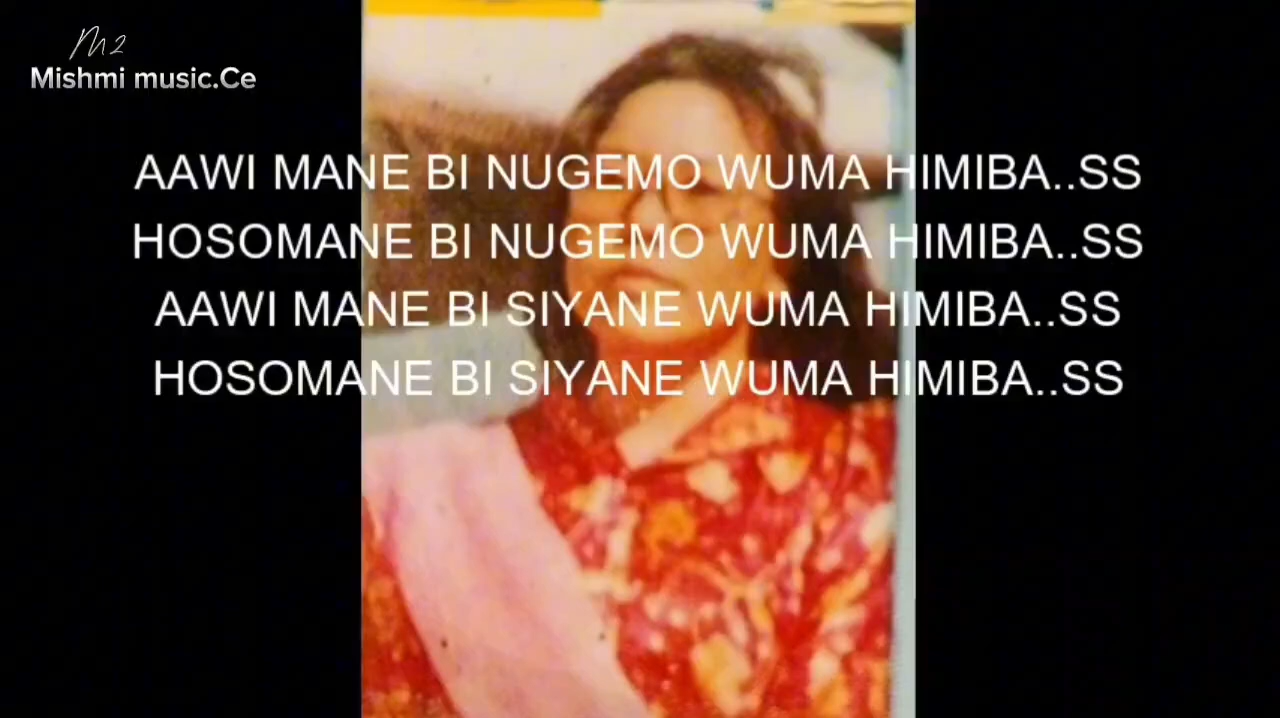 M2
Mishmi music.Ce
AAWI MANE BI NUGEMO WUMA HIMIBA..SS
HOSOMANE BI NUGEMO WUMA HIMIBA..SS
AAWI MANE BI SIYANE WUMA HIMIBA..SS
HOSOMANE BI SIYANE WUMA HIMIBA..SS